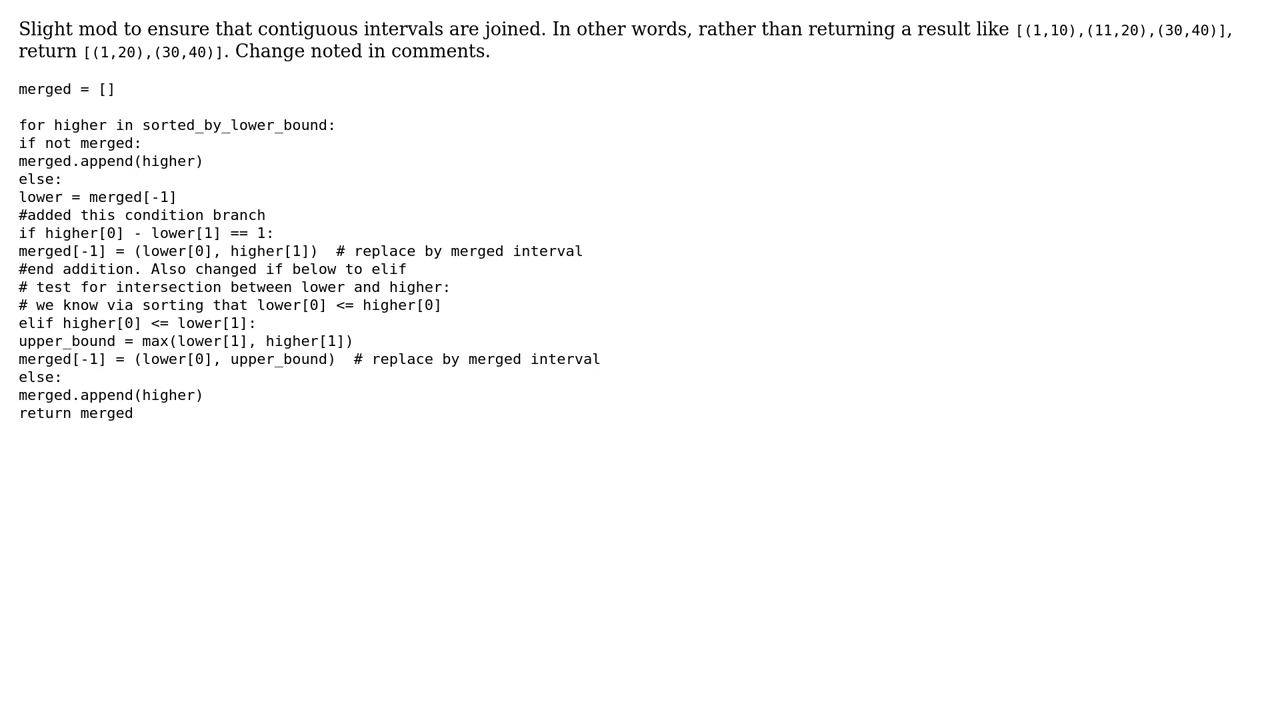 Slight mod to ensure that contiguous intervals are joined. In other words, rather than returning a result like [(1,10),(11,20),(30,40)],
return [(1,20),(30,40)]. Change noted in comments.
merged = []
for higher in sorted_by_lower_bound:
if not merged:
merged.append(higher)
else:
lower = merged[-1]
#added this condition branch
if higher[0] - lower[1] == 1:
merged[-1] = (lower[0], higher[1])  # replace by merged interval
#end addition. Also changed if below to elif
# test for intersection between lower and higher:
# we know via sorting that lower[0] <= higher[0]
elif higher[0] <= lower[1]:
upper_bound = max(lower[1], higher[1])
merged[-1] = (lower[0], upper_bound)  # replace by merged interval
else:
merged.append(higher)
return merged